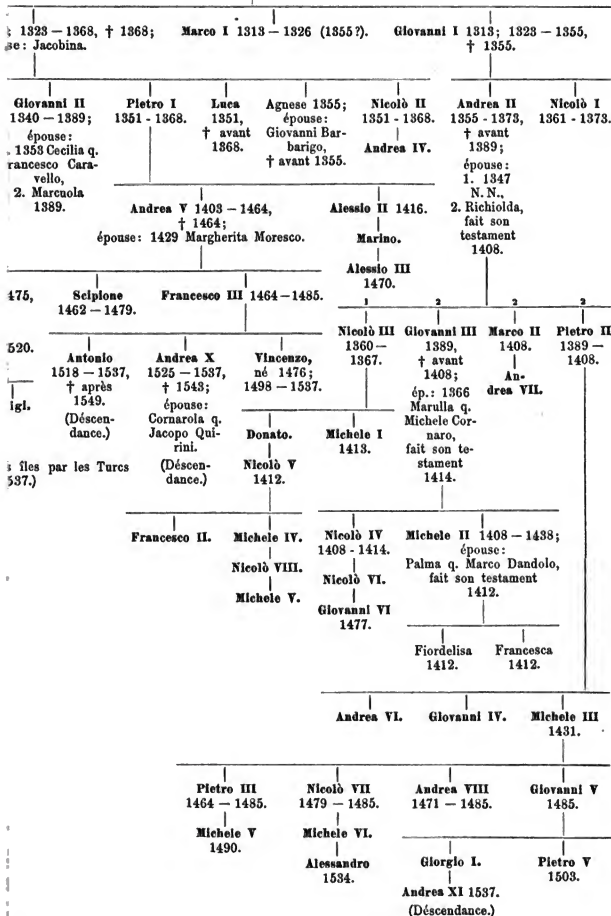 ; 1323-1368, † 1368;
se: Jacobina.
Marco I 1313 – 1326 (1355?).
Giovanni I 1313; 1323 – 1355,
† 1355.
Giovanni II
1340 – 1389;
épouse:
. 1353 Cecilia q.
rancesco Cara-
vello,
2. Marcuola
1389.
Pietro I
1351 - 1368.
Luca
1351,
† avant
1368.
Agnese 1355;
épouse:
Giovanni Bar-
barigo,
† avant 1355.
Nicolò II
1351 - 1368.
Andrea IV.
Andrea II
1355 - 1373,
† avant
1389;
épouse:
1. 1347
N. N.,
2. Richiolda,
fait son
testament
1408.
Nicolò I
1361 - 1373.
Andrea V 1403 – 1464,
† 1464;
épouse: 1429 Margherita Moresco.
Alessio II 1416.
Marino.
Alessio III
1470.
475,
Scipione
1462 – 1479.
Francesco III 1464 – 1485.
1
2
2
2
Nicolò III
1360 –
1367.
Giovanni III
1389,
† avant
1408;
ép.: 1366
Marulla q.
Michele Cor-
naro,
fait son te-
stament
1414.
Marco II
1408.
An-
drea VII.
Pietro II
1389 –
1408.
520.
igi.
Antonio
1518 – 1537,
† après
1549.
(Déscen-
dance.)
Andrea X
1525 – 1537,
† 1543;
épouse:
Cornarola q.
Jacopo Qui-
rini.
(Déscen-
dance.)
Vincenzo,
né 1476;
1498 – 1537.
s îles par les Turcs
537.)
Donato.
Nicolò V
1412.
Michele I
1413.
Francesco II.
Michele IV.
Nicolò VIII.
Michele V.
Nicolò IV
1408 - 1414.
Nicolò VI.
Giovanni VI
1477.
Michele II 1408 – 1438;
épouse:
Palma q. Marco Dandolo,
fait son testament
1412.
Fiordelisa
1412.
Francesca
1412.
Andrea VI.
Giovanni IV.
Michele III
1431.
Pietro III
1464 – 1485.
Michele V
1490.
Nicolò VII
1479 – 1485.
Michele VI.
Alessandro
1534.
Andrea VIII
1471 – 1485.
Giovanni V
1485.
Giorgio I.
Andrea XI 1537.
(Déscendance.)
Pietro V
1503.